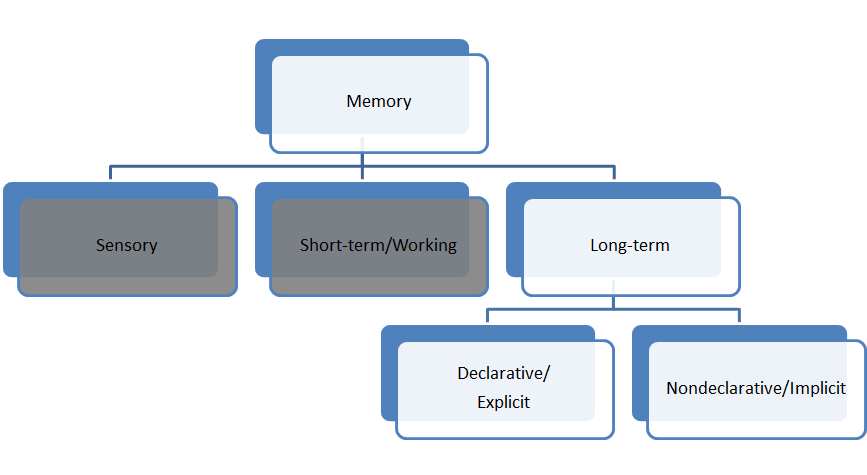 Memory
Sensory
Short-term/Working
Long-term
Declarative/
Explicit
Nondeclarative/Implicit